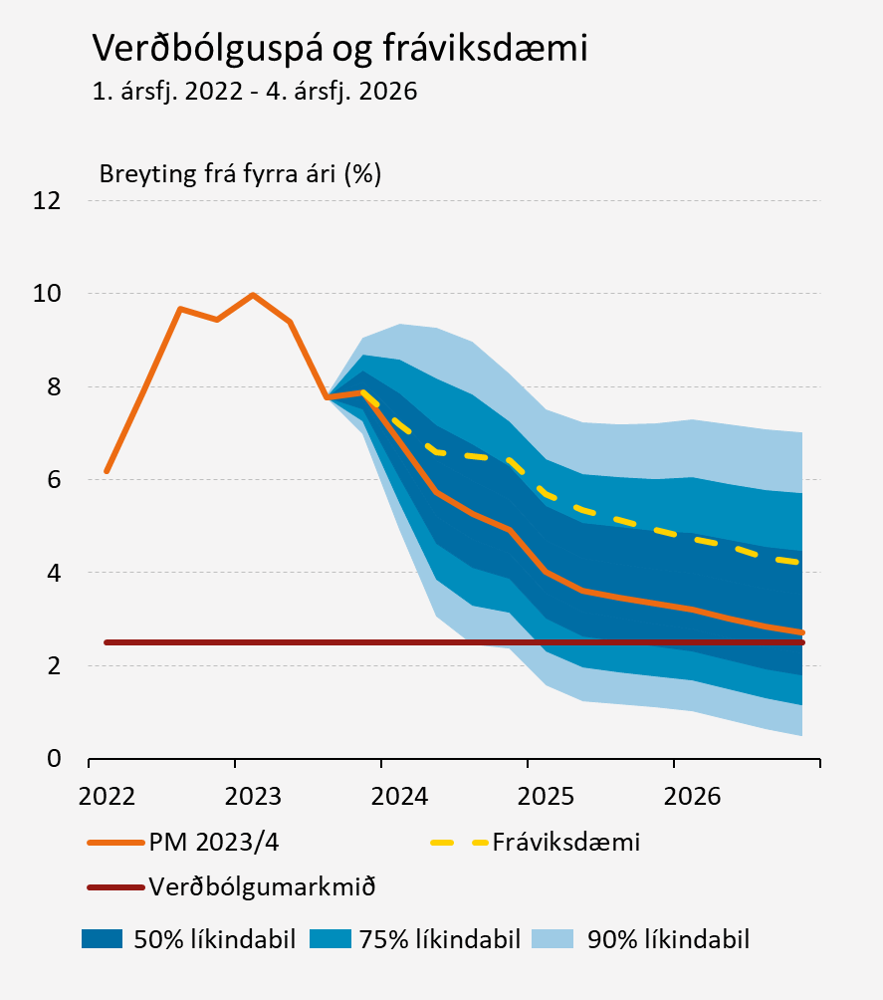 Verðbólguspá og fráviksdæmi
1. ársfj. 2022 - 4. ársfj. 2026
Breyting frá fyrra ári (%)
12
10
8
6
4
2
0
2022 2023 2024 2025 2026
PM 2023/4 Fráviksdæmi
Verðbólgumarkmið
50% líkindabil 75% líkindabil 90% líkindabil